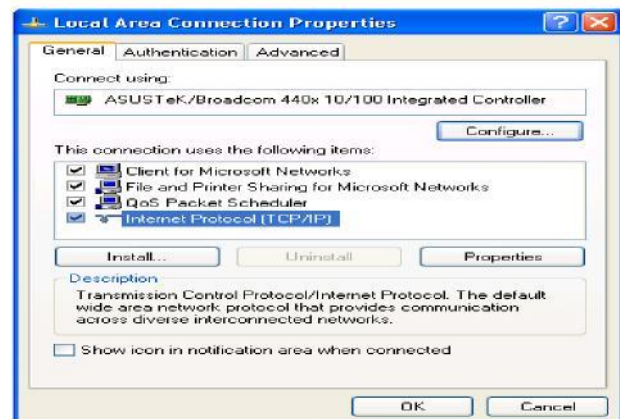 Local Area Connection Properties
General Authentication Advanced
Connect using:
ASUSTeK/Broadcom 440x 10/100 Integrated Controller
Configure...
This connection uses the following items:
Client for Microsoft Networks
File and Printer Sharing for Microsoft Networks
QoS Packet Scheduler
Internet Protocol (TCP/IP)
Install... Uninstall Properties
Description
Transmission Control Protocol/Internet Protocol. The default
wide area network protocol that provides communication
across diverse interconnected networks.
Show icon in notification area when connected
OK Cancel